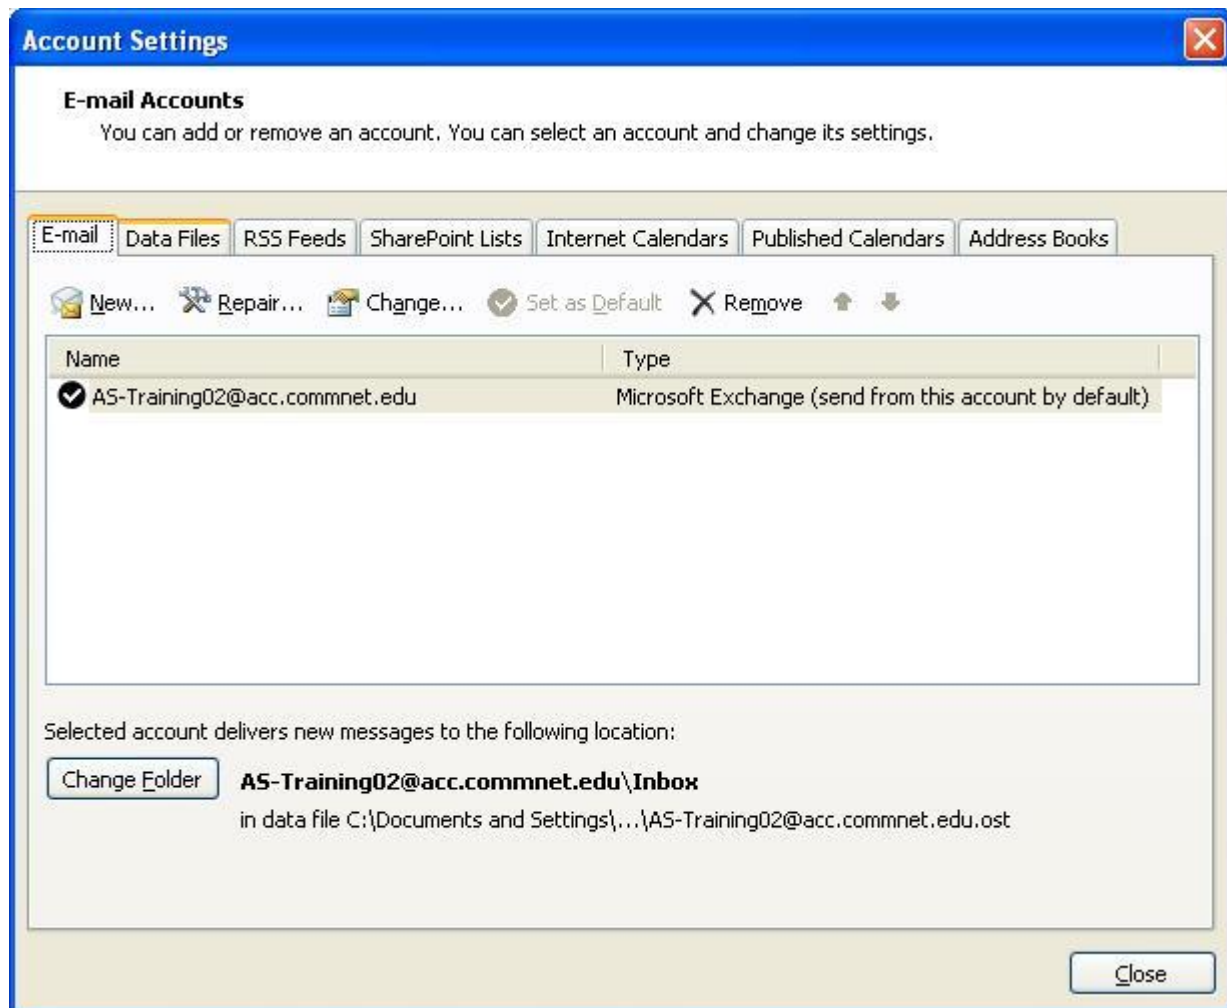 Account Settings
E-mail Accounts
You can add or remove an account. You can select an account and change its settings.
E-mail Data Files RSS Feeds SharePoint Lists Internet Calendars Published Calendars Address Books
New... Repair... Change... Set as Default Remove
Name Type
AS-Training02@acc.commnet.edu Microsoft Exchange (send from this account by default)
Selected account delivers new messages to the following location:
Change Folder AS-Training02@acc.commnet.edu\Inbox
in data file C:\Documents and Settings\...\AS-Training02@acc.commnet.edu.ost
Close